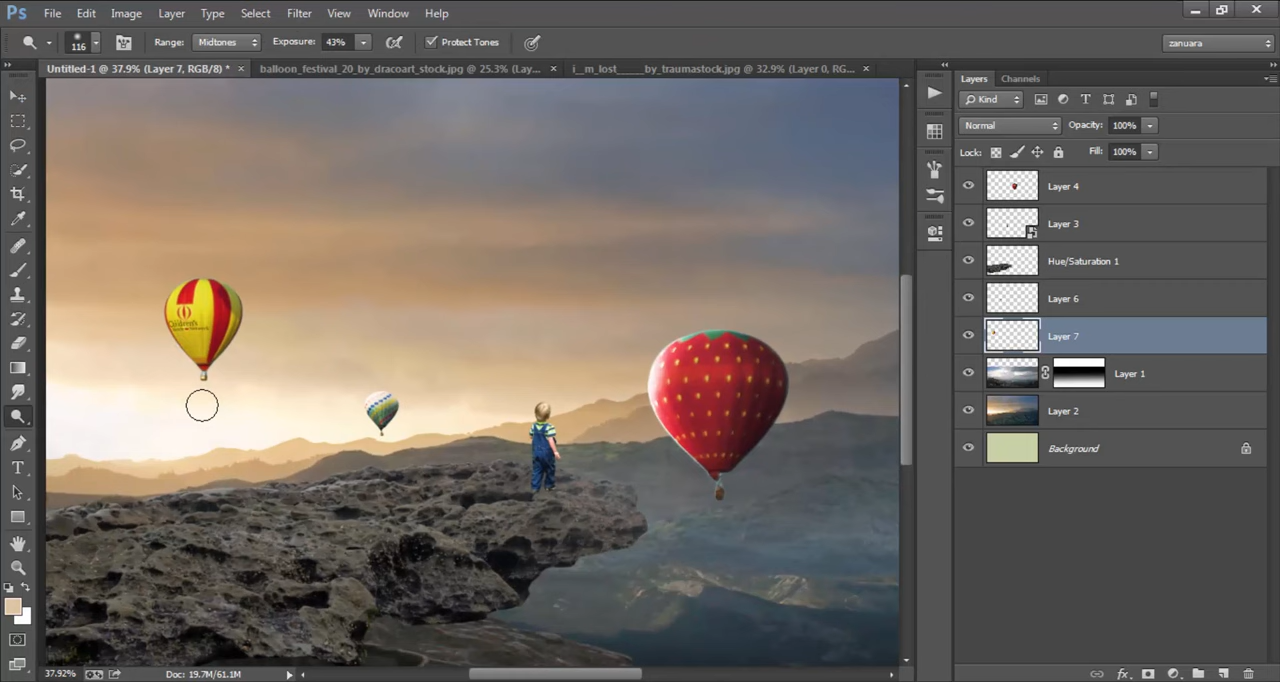 Ps File Edit Image Layer Type Select Filter View Window Help
116 Range: Midtones Exposure: 43% Protect Tones zanuara
Untitled-1 @ 37.9% (Layer 7, RGB/8) * × balloon_festival_20_by_dracoart_stock.jpg @ 25.3% (Lay... × i__m_lost______by_traumastock.jpg @ 32.9% (Layer 0, RG... ×
Layers Channels
Kind
Normal Opacity: 100%
Lock: Fill: 100%
Layer 4
Layer 3
Hue/Saturation 1
Layer 6
Layer 7
Layer 1
Layer 2
Background
37.92% Doc: 19.7M/61.1M